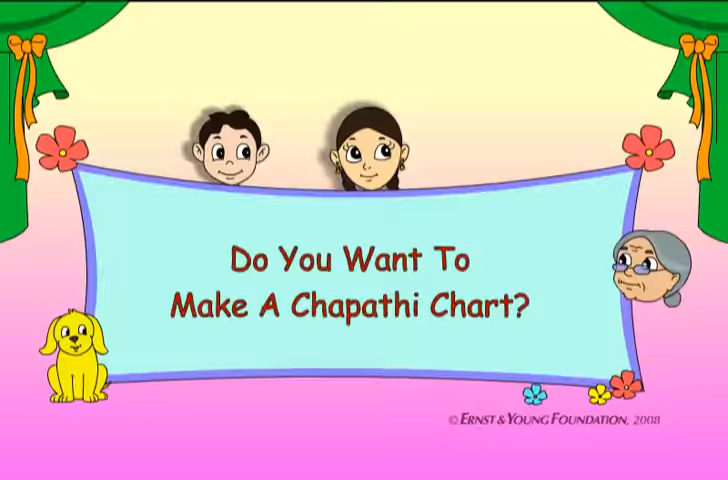 Do You Want To
Make A Chapathi Chart?
© ERNST & YOUNG FOUNDATION, 2008